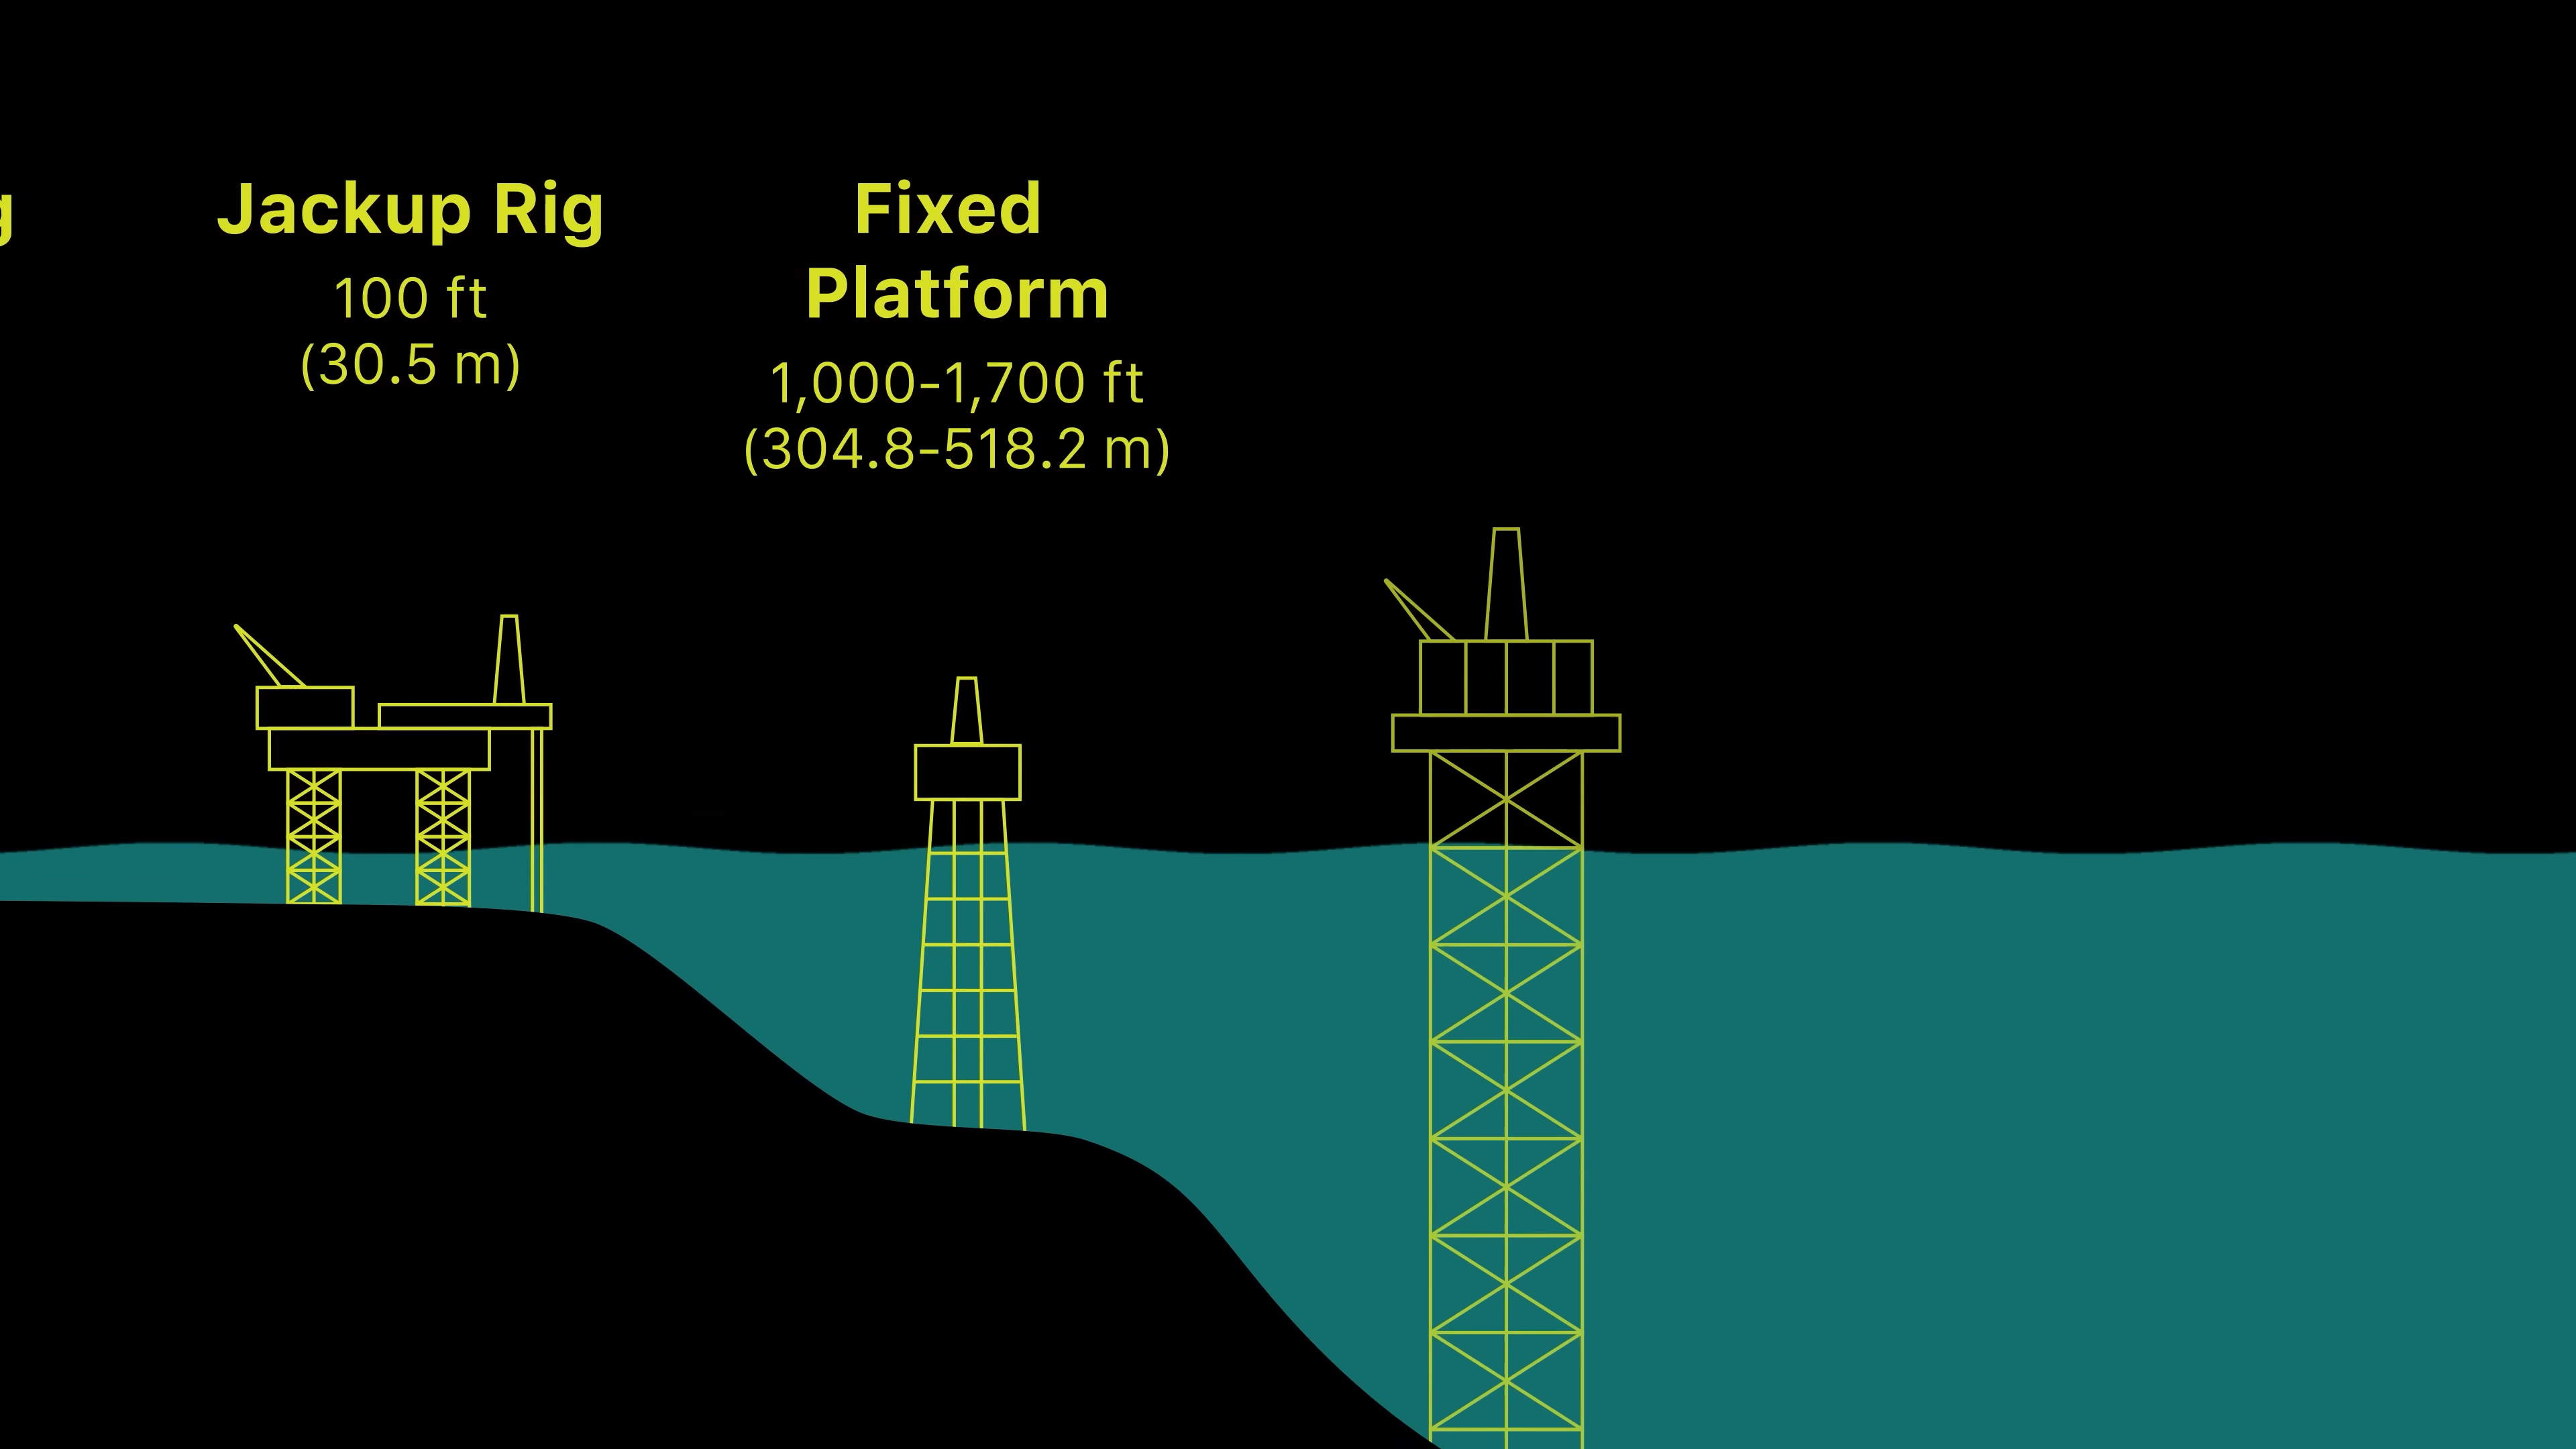 Jackup Rig
100 ft
(30.5 m)
Fixed
Platform
1,000-1,700 ft
(304.8-518.2 m)